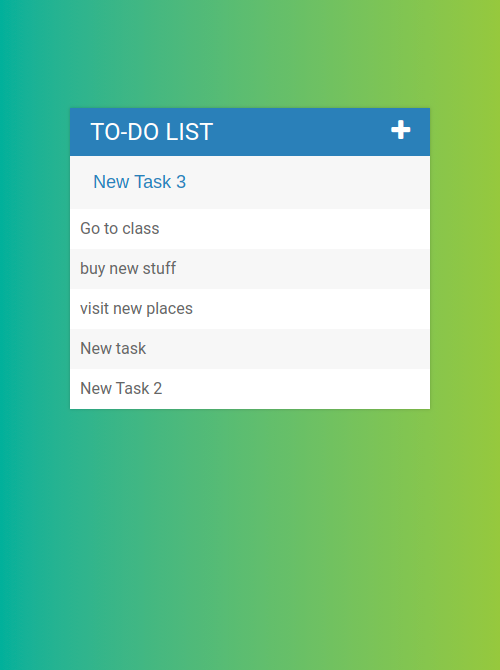 TO-DO LIST
New Task 3
Go to class
buy new stuff
visit new places
New task
New Task 2